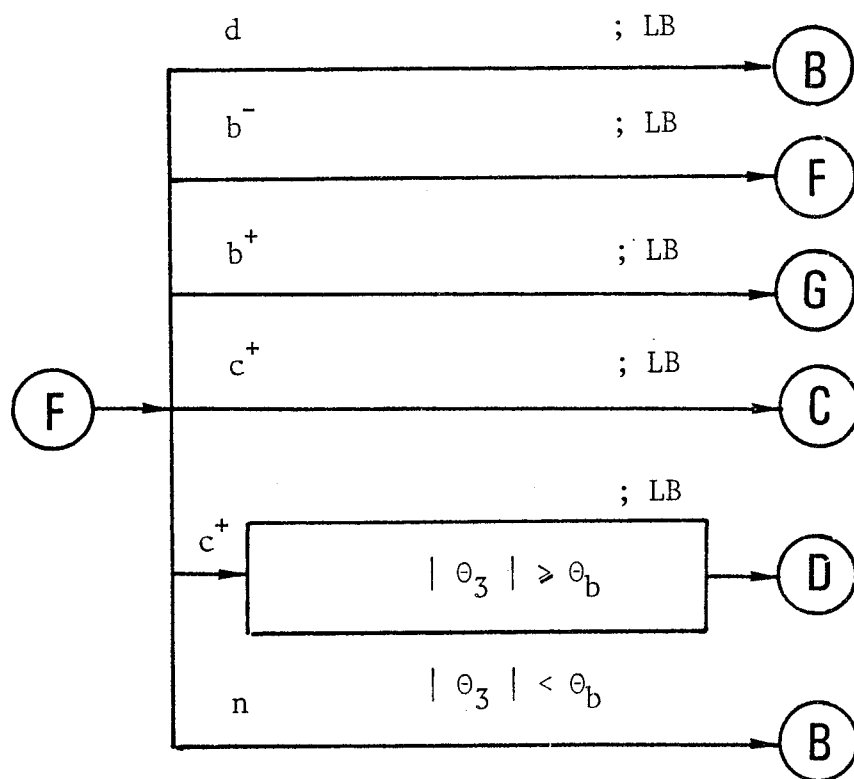 d ; LB
B
b⁻ ; LB
F
b⁺ ; LB
G
c⁺ ; LB
F C
; LB
c⁺ | Θ₃ | ⩾ Θ_b D
| Θ₃ | < Θ_b
n
B